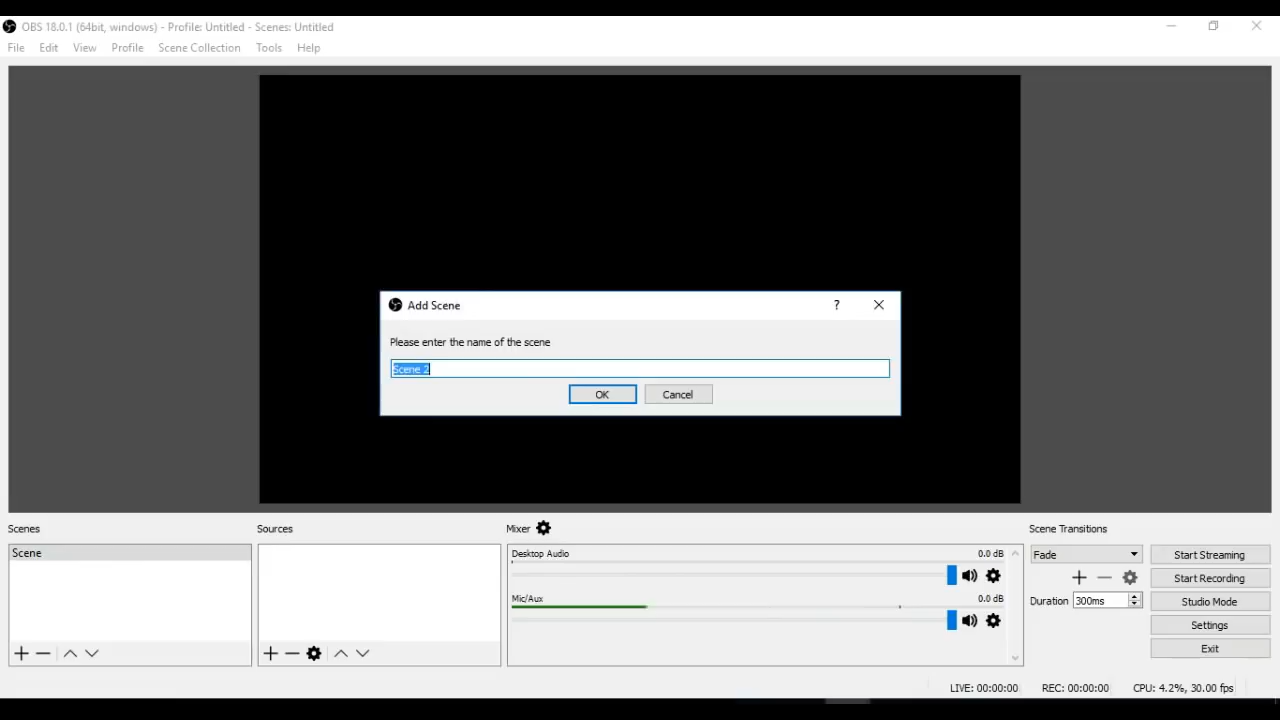 OBS 18.0.1 (64bit, windows) - Profile: Untitled - Scenes: Untitled
File Edit View Profile Scene Collection Tools Help
Add Scene ?
Please enter the name of the scene
Scene 2
OK Cancel
Scenes
Scene
Sources
Mixer
Desktop Audio 0.0 dB
Mic/Aux 0.0 dB
Scene Transitions
Fade
Duration 300ms
Start Streaming
Start Recording
Studio Mode
Settings
Exit
LIVE: 00:00:00 REC: 00:00:00 CPU: 4.2%, 30.00 fps